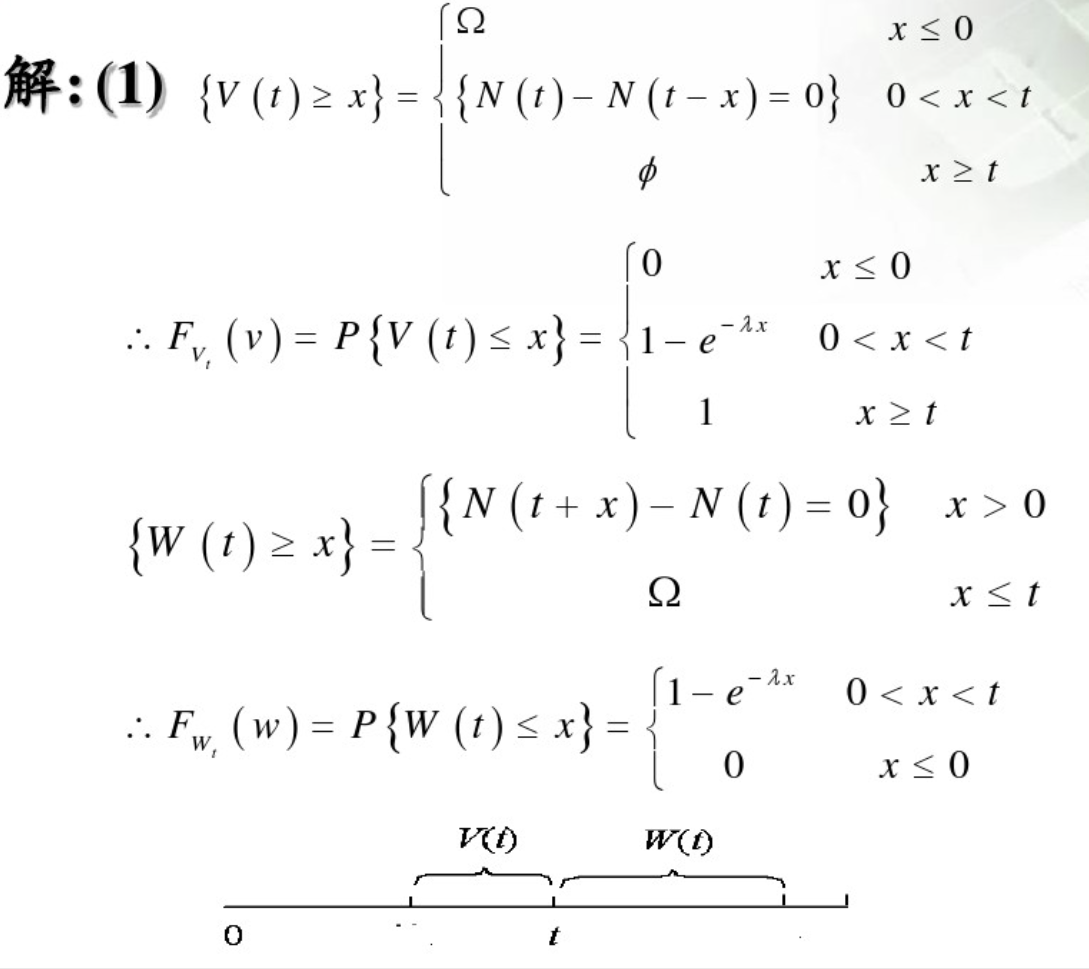 解: (1) {V(t) ≥ x} = { Ω x ≤ 0
{N(t) − N(t − x) = 0} 0 < x < t
ϕ x ≥ t
∴ F_{V_t}(v) = P{V(t) ≤ x} = { 0 x ≤ 0
1 − e^{−λx} 0 < x < t
1 x ≥ t
{W(t) ≥ x} = { {N(t + x) − N(t) = 0} x > 0
Ω x ≤ t
∴ F_{W_t}(w) = P{W(t) ≤ x} = { 1 − e^{−λx} 0 < x < t
0 x ≤ 0
V(t) W(t)
0 t